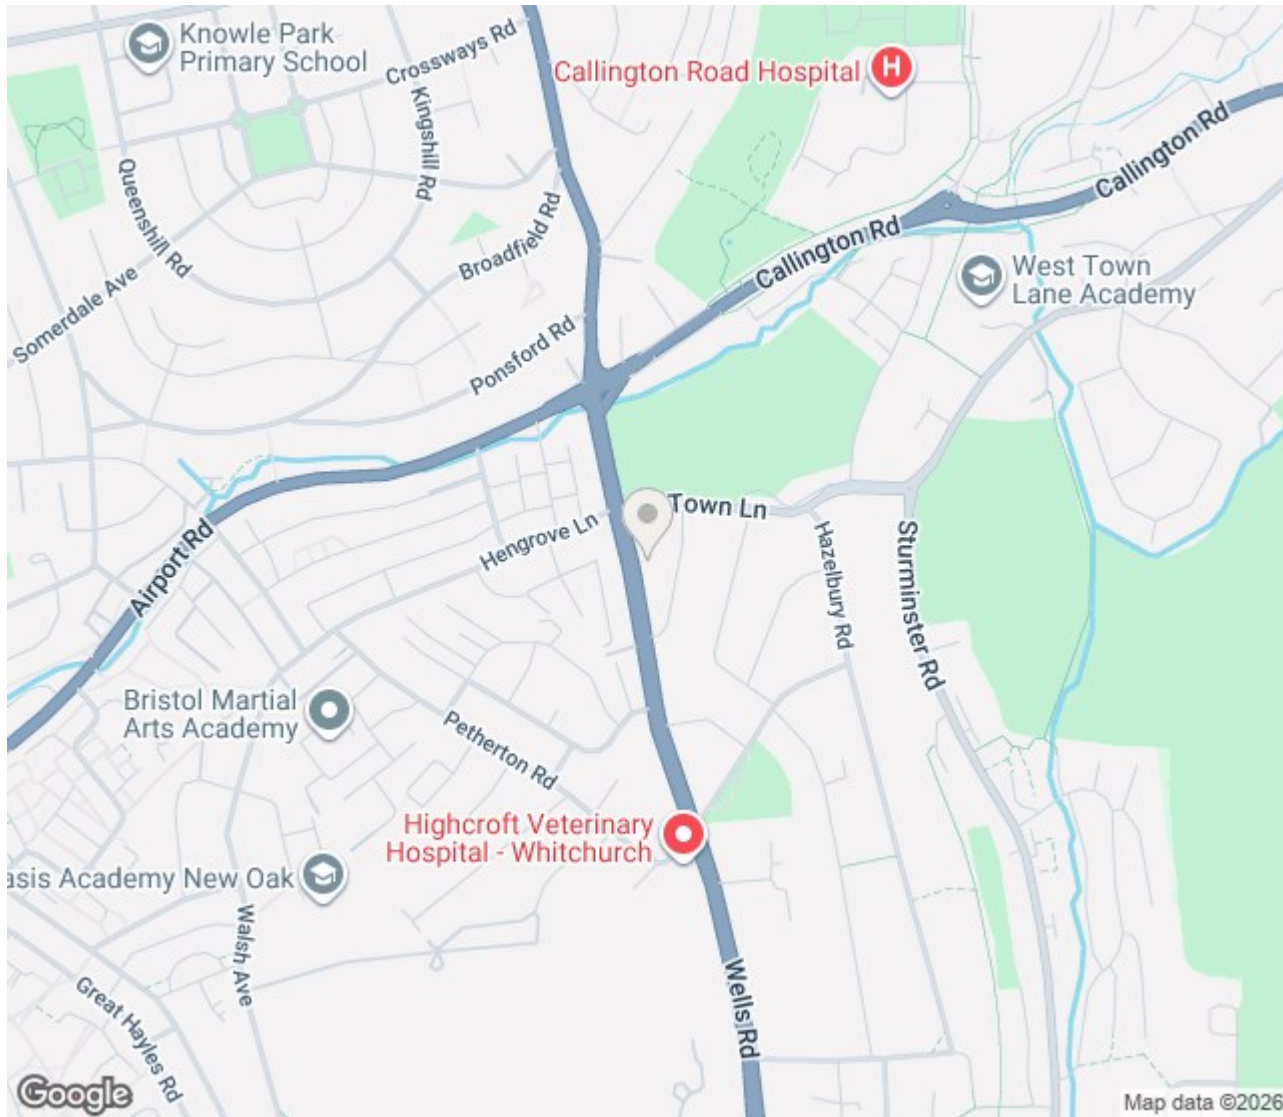 Knowle Park
Primary School
Crossways Rd
Kingshill Rd
Callington Road Hospital
H
Callington Rd
Queenshill Rd
Broadfield Rd
Callington Rd
West Town
Lane Academy
Somerdale Ave
Ponsford Rd
Town Ln
Hengrove Ln
Airport Rd
Hazelbury Rd
Sturminster Rd
Bristol Martial
Arts Academy
Petherton Rd
Highcroft Veterinary
Hospital - Whitchurch
asis Academy New Oak
Walsh Ave
Great Hayles Rd
Wells Rd
Google
Map data ©2026